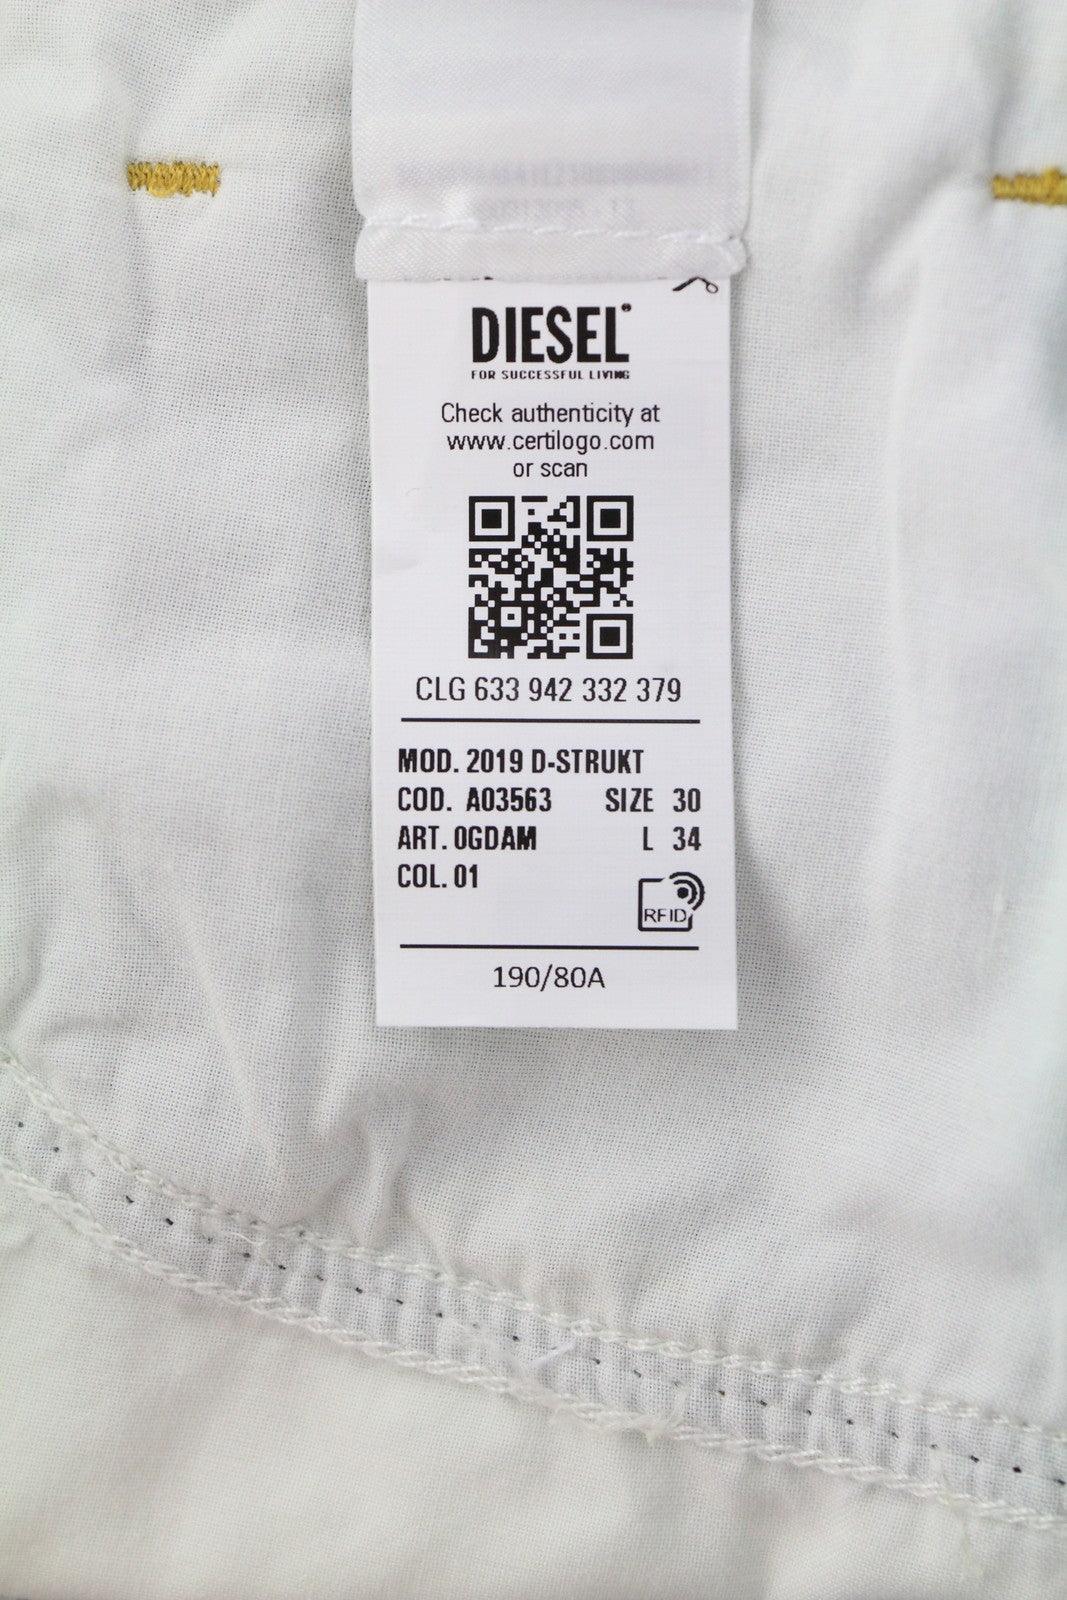 DIESEL
FOR SUCCESSFUL LIVING
Check authenticity at
www.certilogo.com
or scan
CLG 633 942 332 379
MOD. 2019 D-STRUKT
COD. A03563 SIZE 30
ART. 0GDAM L 34
COL. 01
RFID
190/80A